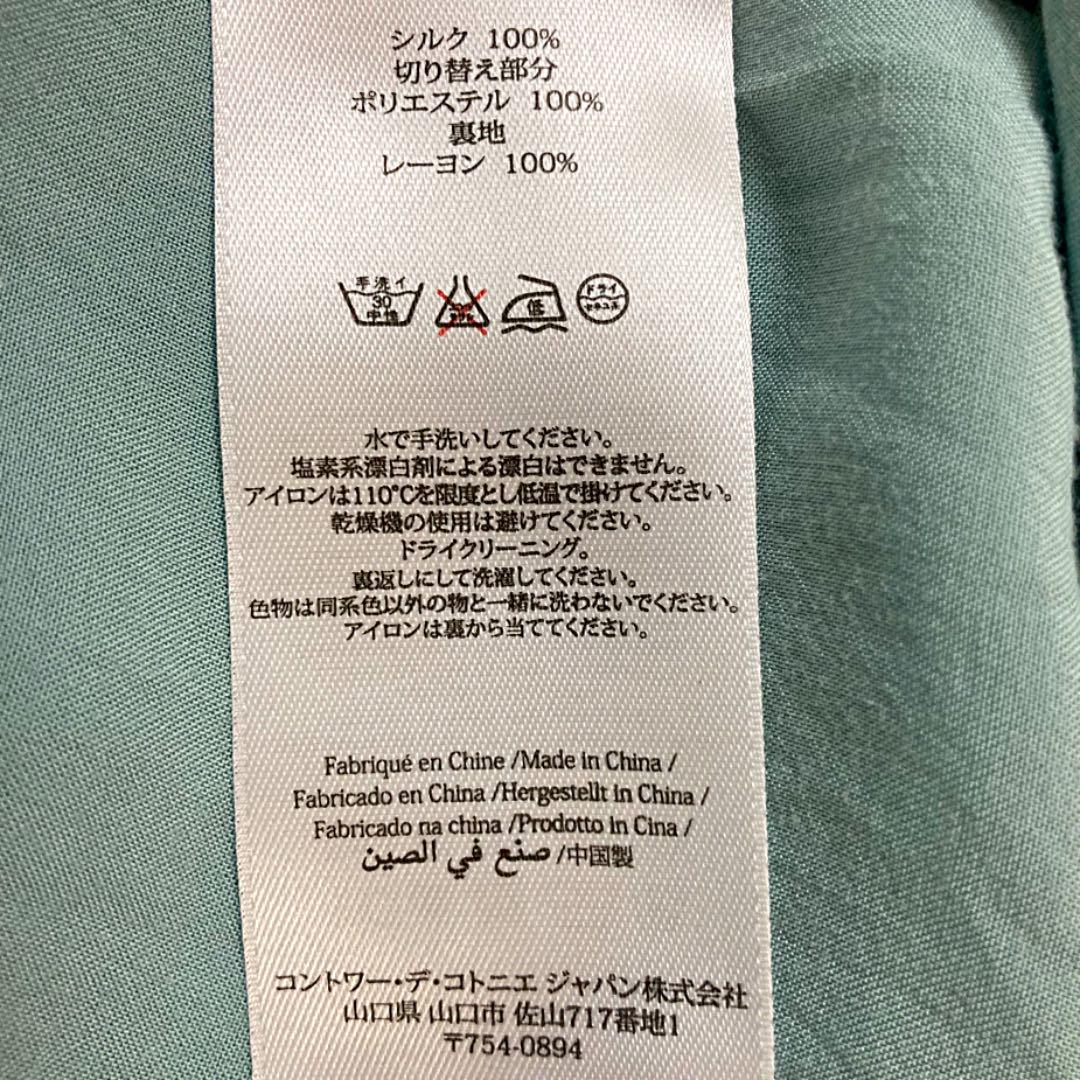 シルク 100%
切り替え部分
ポリエステル 100%
裏地
レーヨン 100%
手洗イ
30
中性
低
ドライ
セキユ系
水で手洗いしてください。
塩素系漂白剤による漂白はできません。
アイロンは110℃を限度とし低温で掛けてください。
乾燥機の使用は避けてください。
ドライクリーニング。
裏返しにして洗濯してください。
色物は同系色以外の物と一緒に洗わないでください。
アイロンは裏から当ててください。
Fabriqué en Chine /Made in China /
Fabricado en China /Hergestellt in China /
Fabricado na china /Prodotto in Cina /
صنع في الصين /中国製
コントワー・デ・コトニエ ジャパン株式会社
山口県 山口市 佐山717番地1
〒754-0894